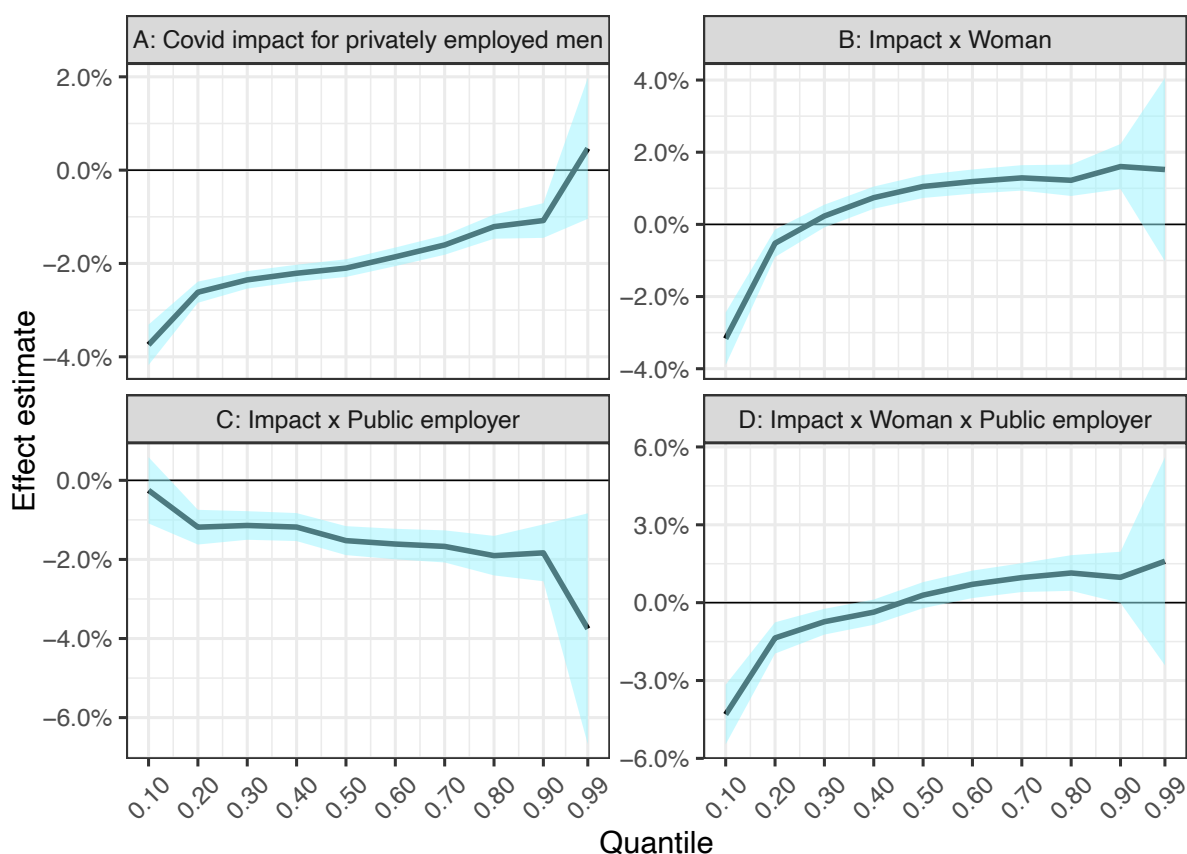 A: Covid impact for privately employed men
B: Impact x Woman
2.0%
0.0%
−2.0%
−4.0%
4.0%
2.0%
0.0%
−2.0%
−4.0%
C: Impact x Public employer
D: Impact x Woman x Public employer
0.0%
−2.0%
−4.0%
−6.0%
6.0%
3.0%
0.0%
−3.0%
−6.0%
Effect estimate
0.10 0.20 0.30 0.40 0.50 0.60 0.70 0.80 0.90 0.99
0.10 0.20 0.30 0.40 0.50 0.60 0.70 0.80 0.90 0.99
Quantile